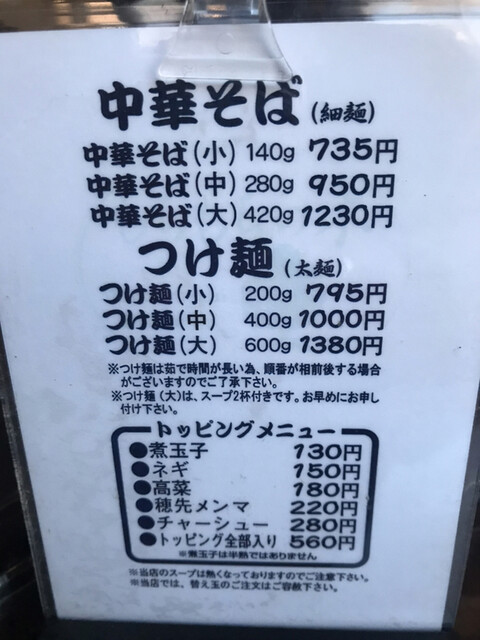 中華そば(細麺)
中華そば(小) 140g 735円
中華そば(中) 280g 950円
中華そば(大) 420g 1230円
つけ麺(太麺)
つけ麺(小) 200g 795円
つけ麺(中) 400g 1000円
つけ麺(大) 600g 1380円
※つけ麺は茹で時間が長い為、順番が相前後する場合
がございますのでご了承下さい。
※つけ麺(大)は、スープ2杯付きです。お早めにお申し
付け下さい。
トッピングメニュー
●煮玉子 130円
●ネギ 150円
●高菜 180円
●穂先メンマ 220円
●チャーシュー 280円
●トッピング全部入り 560円
※煮玉子は半熟ではありません
※当店のスープは熱くなっておりますのでご注意下さい。
※当店では、替え玉のご注文はご容赦下さい。